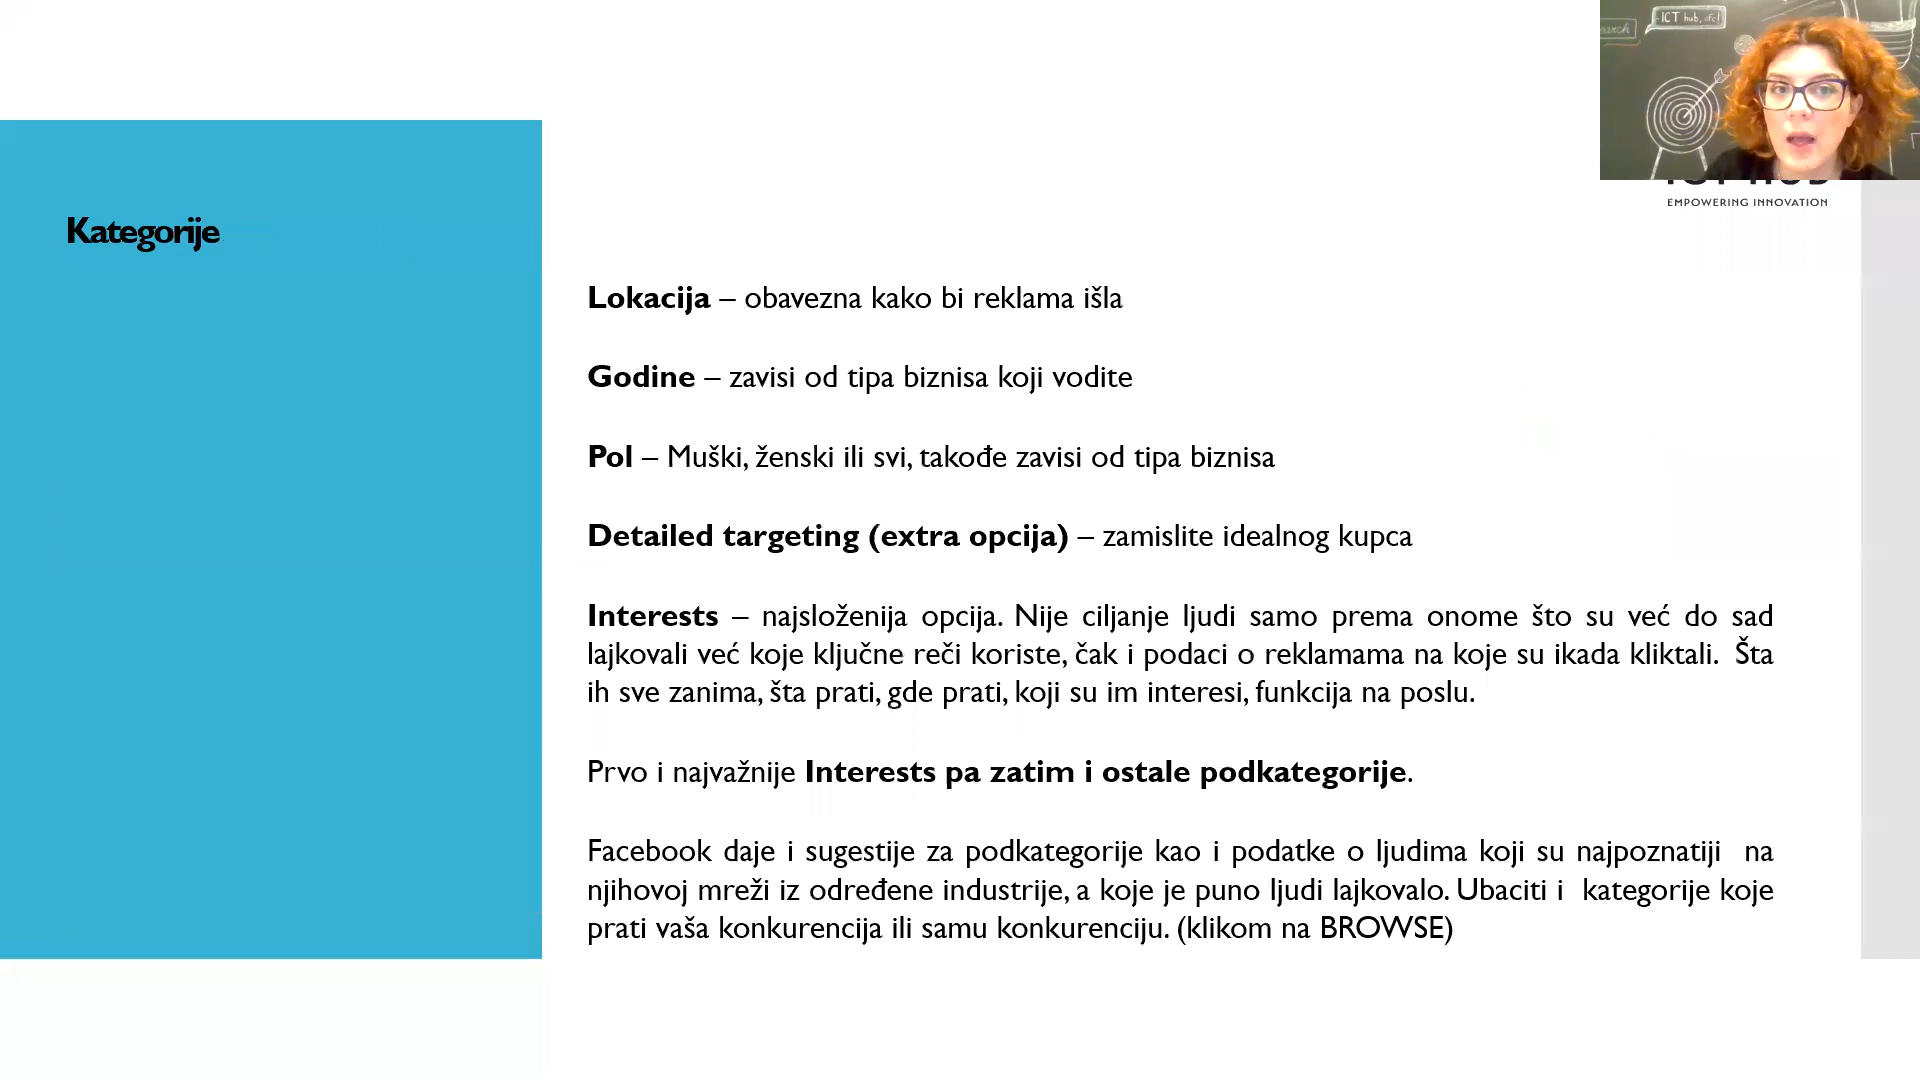 ICT hub, ofc!
search
EMPOWERING INNOVATION
Kategorije
Lokacija – obavezna kako bi reklama išla
Godine – zavisi od tipa biznisa koji vodite
Pol – Muški, ženski ili svi, takođe zavisi od tipa biznisa
Detailed targeting (extra opcija) – zamislite idealnog kupca
Interests – najsloženija opcija. Nije ciljanje ljudi samo prema onome što su već do sad
lajkovali već koje ključne reči koriste, čak i podaci o reklamama na koje su ikada kliktali. Šta
ih sve zanima, šta prati, gde prati, koji su im interesi, funkcija na poslu.
Prvo i najvažnije Interests pa zatim i ostale podkategorije.
Facebook daje i sugestije za podkategorije kao i podatke o ljudima koji su najpoznatiji na
njihovoj mreži iz određene industrije, a koje je puno ljudi lajkovalo. Ubaciti i kategorije koje
prati vaša konkurencija ili samu konkurenciju. (klikom na BROWSE)